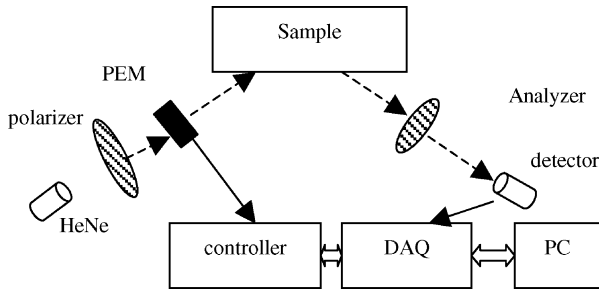 Sample
PEM
Analyzer
polarizer
detector
HeNe
controller
DAQ
PC